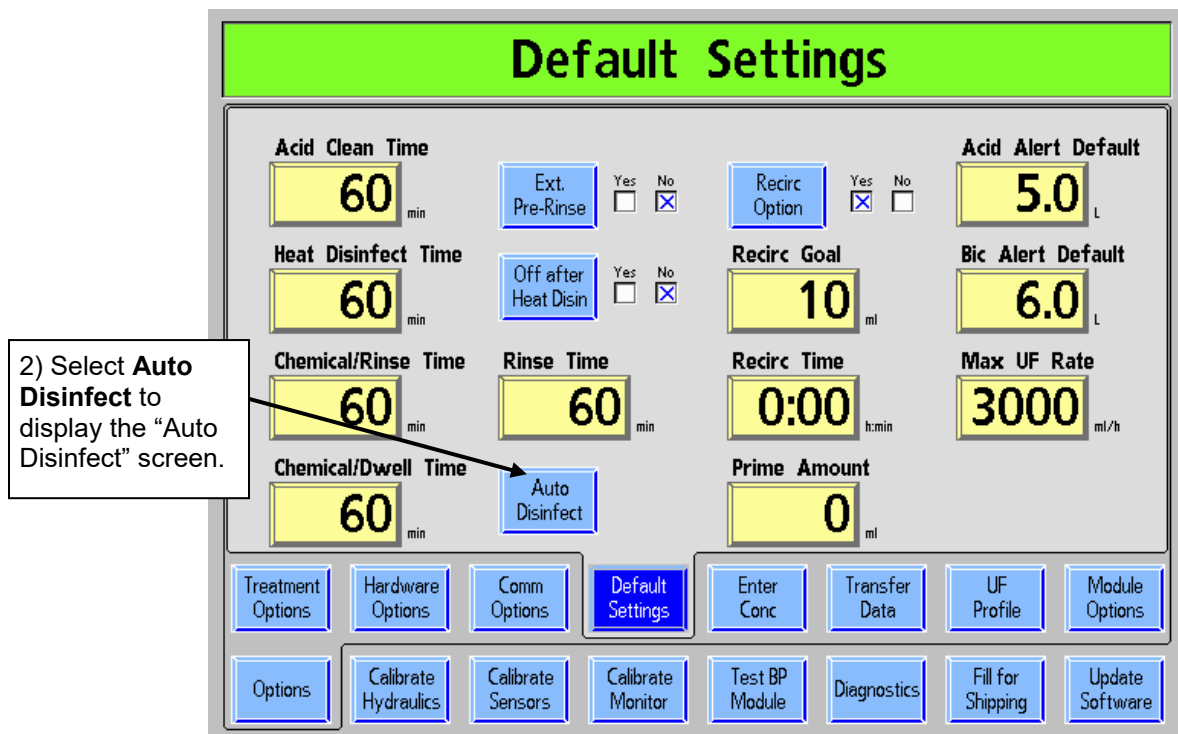 Default Settings
Acid Clean Time
60 min
Ext.
Pre-Rinse
Yes No
Recirc
Option
Yes No
Acid Alert Default
5.0 L
Heat Disinfect Time
60 min
Off after
Heat Disin
Yes No
Recirc Goal
10 ml
Bic Alert Default
6.0 L
2) Select Auto
Disinfect to
display the “Auto
Disinfect” screen.
Chemical/Rinse Time
60 min
Rinse Time
60 min
Recirc Time
0:00 h:min
Max UF Rate
3000 ml/h
Chemical/Dwell Time
60 min
Auto
Disinfect
Prime Amount
0 ml
Treatment
Options
Hardware
Options
Comm
Options
Default
Settings
Enter
Conc
Transfer
Data
UF
Profile
Module
Options
Options
Calibrate
Hydraulics
Calibrate
Sensors
Calibrate
Monitor
Test BP
Module
Diagnostics
Fill for
Shipping
Update
Software